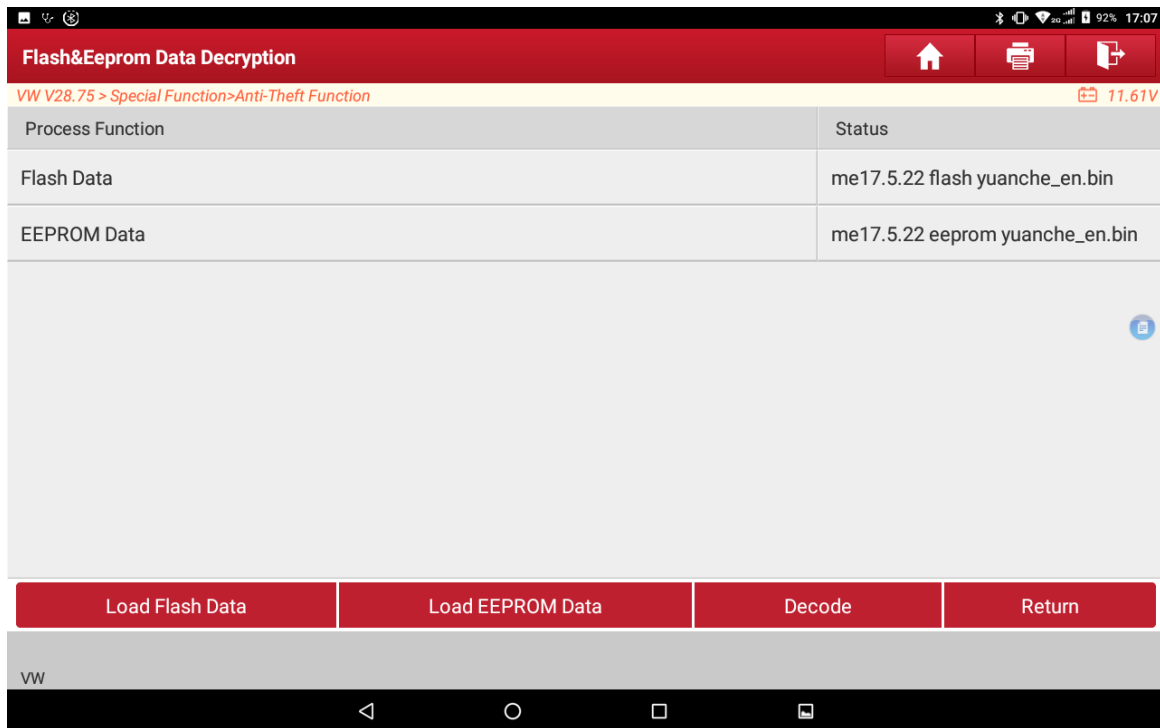 2G 92% 17:07
Flash&Eeprom Data Decryption
VW V28.75 > Special Function>Anti-Theft Function 11.61V
Process Function Status
Flash Data me17.5.22 flash yuanche_en.bin
EEPROM Data me17.5.22 eeprom yuanche_en.bin
Load Flash Data Load EEPROM Data Decode Return
VW